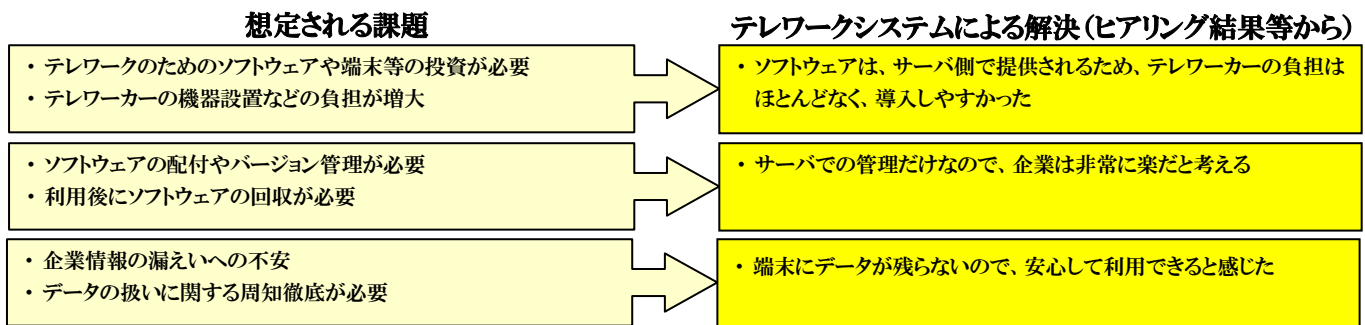 想定される課題
テレワークシステムによる解決(ヒアリング結果等から)
・ テレワークのためのソフトウェアや端末等の投資が必要
・ テレワーカーの機器設置などの負担が増大
・ ソフトウェアは、サーバ側で提供されるため、テレワーカーの負担は
ほとんどなく、導入しやすかった
・ ソフトウェアの配付やバージョン管理が必要
・ 利用後にソフトウェアの回収が必要
・ サーバでの管理だけなので、企業は非常に楽だと考える
・ 企業情報の漏えいへの不安
・ データの扱いに関する周知徹底が必要
・ 端末にデータが残らないので、安心して利用できると感じた